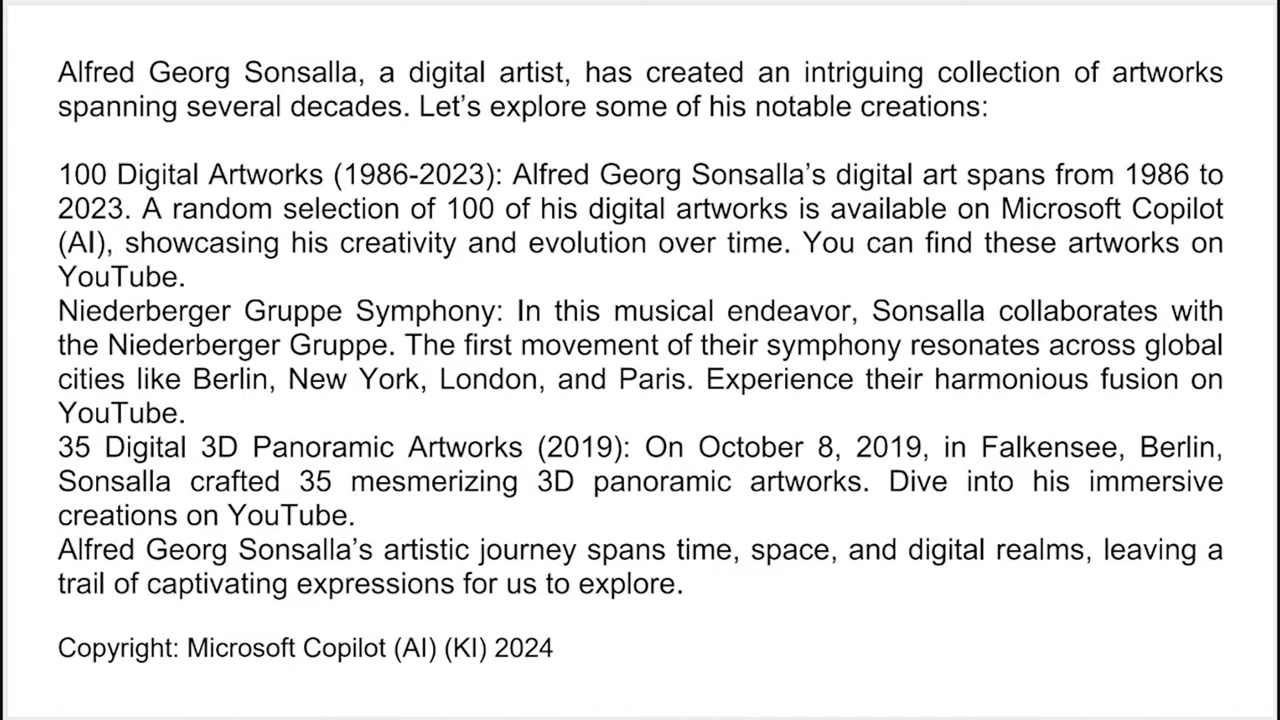 Alfred Georg Sonsalla, a digital artist, has created an intriguing collection of artworks
spanning several decades. Let’s explore some of his notable creations:
100 Digital Artworks (1986-2023): Alfred Georg Sonsalla’s digital art spans from 1986 to
2023. A random selection of 100 of his digital artworks is available on Microsoft Copilot
(AI), showcasing his creativity and evolution over time. You can find these artworks on
YouTube.
Niederberger Gruppe Symphony: In this musical endeavor, Sonsalla collaborates with
the Niederberger Gruppe. The first movement of their symphony resonates across global
cities like Berlin, New York, London, and Paris. Experience their harmonious fusion on
YouTube.
35 Digital 3D Panoramic Artworks (2019): On October 8, 2019, in Falkensee, Berlin,
Sonsalla crafted 35 mesmerizing 3D panoramic artworks. Dive into his immersive
creations on YouTube.
Alfred Georg Sonsalla’s artistic journey spans time, space, and digital realms, leaving a
trail of captivating expressions for us to explore.
Copyright: Microsoft Copilot (AI) (KI) 2024